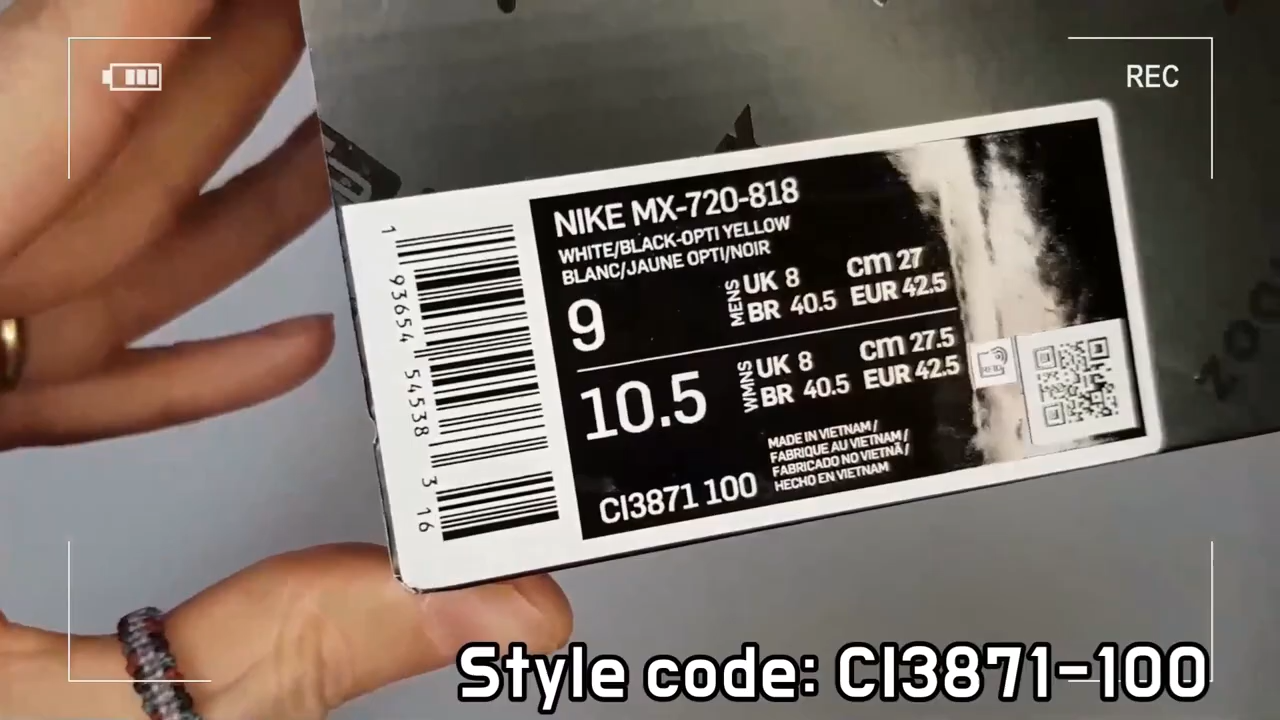 REC
NIKE MX-720-818
WHITE/BLACK-OPTI YELLOW
BLANC/JAUNE OPTI/NOIR
9
MENS
UK 8 cm 27
BR 40.5 EUR 42.5
10.5
WMNS
UK 8 cm 27.5
BR 40.5 EUR 42.5
MADE IN VIETNAM /
FABRIQUE AU VIETNAM /
FABRICADO NO VIETNÃ /
HECHO EN VIETNAM
CI3871 100
1 93654 54538 3 16
RFID
Style code: CI3871-100